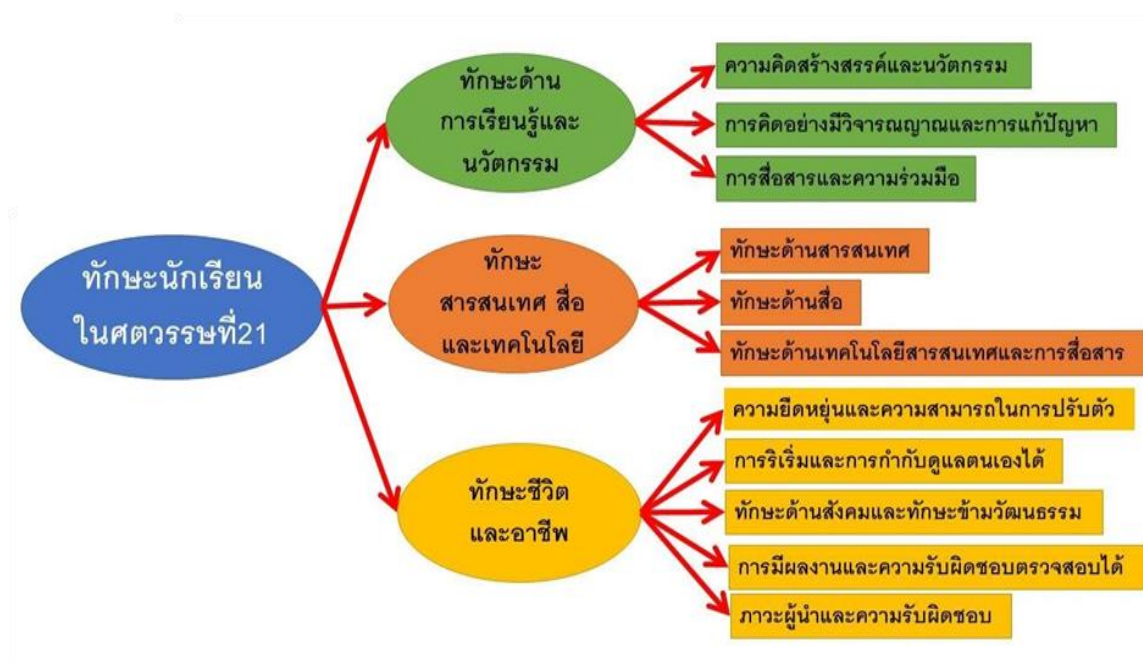 ทักษะนักเรียน
ในศตวรรษที่21
ทักษะด้าน
การเรียนรู้และ
นวัตกรรม
ความคิดสร้างสรรค์และนวัตกรรม
การคิดอย่างมีวิจารณญาณและการแก้ปัญหา
การสื่อสารและความร่วมมือ
ทักษะ
สารสนเทศ สื่อ
และเทคโนโลยี
ทักษะด้านสารสนเทศ
ทักษะด้านสื่อ
ทักษะด้านเทคโนโลยีสารสนเทศและการสื่อสาร
ทักษะชีวิต
และอาชีพ
ความยืดหยุ่นและความสามารถในการปรับตัว
การริเริ่มและการกำกับดูแลตนเองได้
ทักษะด้านสังคมและทักษะข้ามวัฒนธรรม
การมีผลงานและความรับผิดชอบตรวจสอบได้
ภาวะผู้นำและความรับผิดชอบ